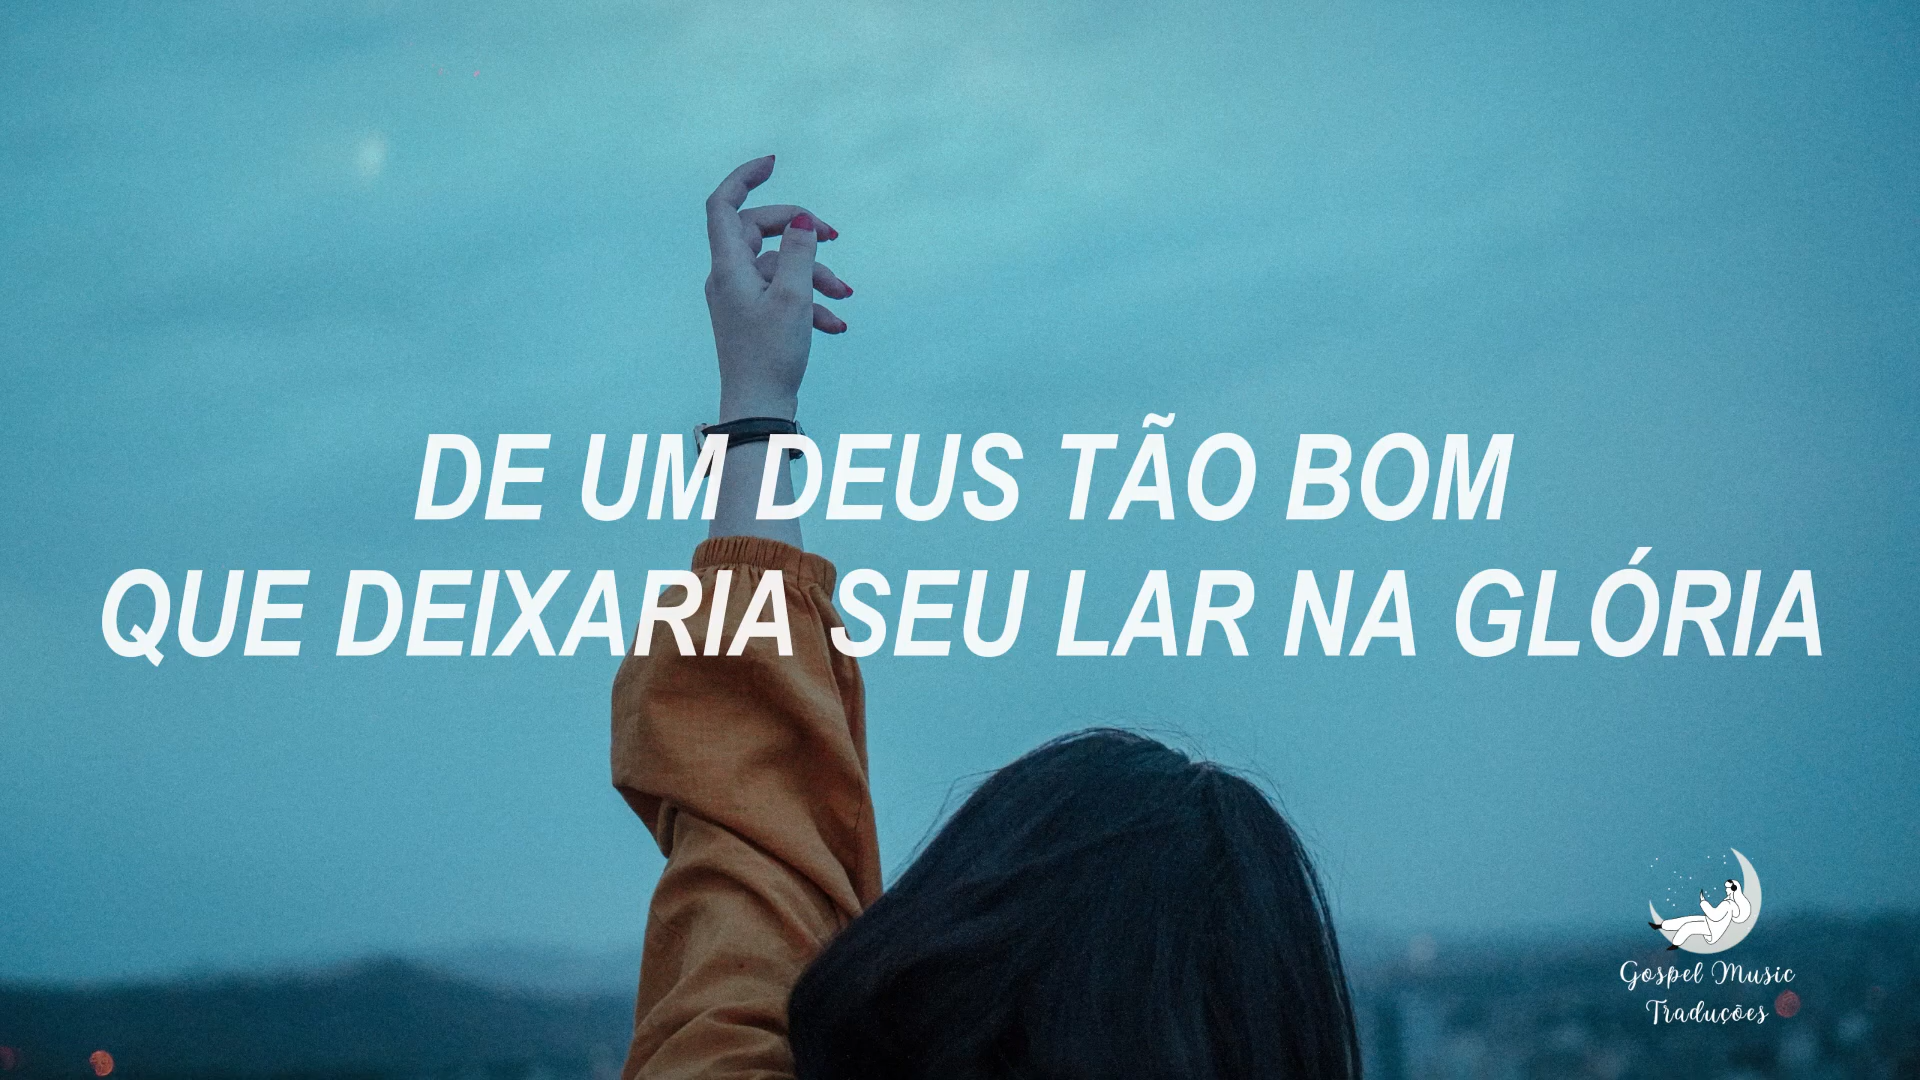 DE UM DEUS TÃO BOM
QUE DEIXARIA SEU LAR NA GLÓRIA
Gospel Music
Traduções